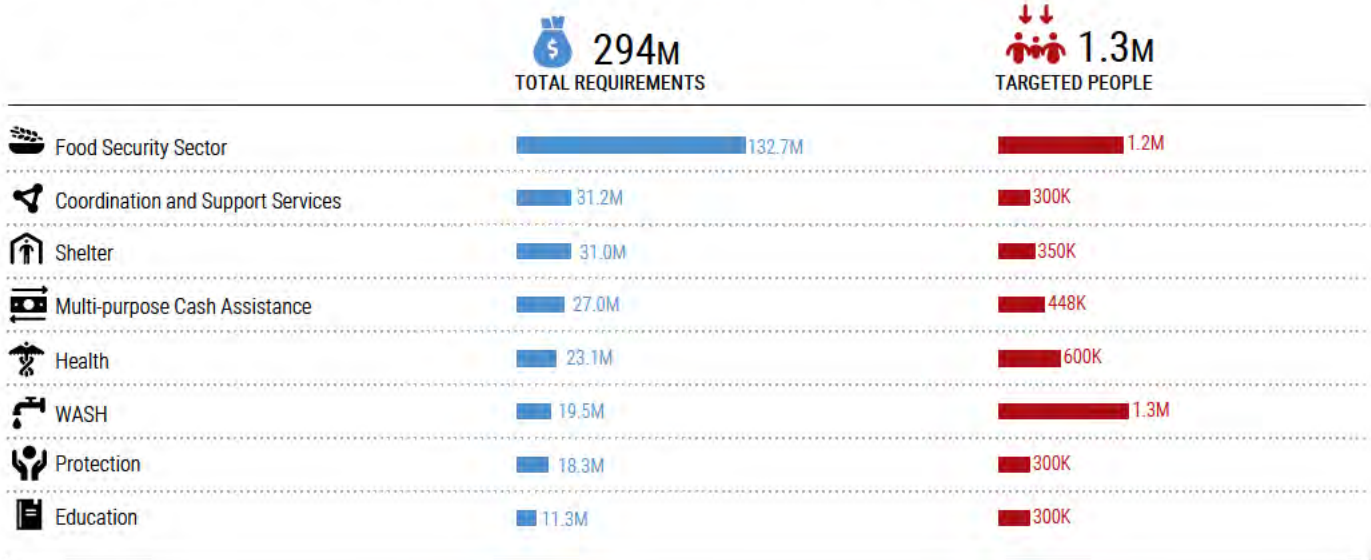 $ 294M
TOTAL REQUIREMENTS
1.3M
TARGETED PEOPLE
Food Security Sector 132.7M 1.2M
Coordination and Support Services 31.2M 300K
Shelter 31.0M 350K
Multi-purpose Cash Assistance 27.0M 448K
Health 23.1M 600K
WASH 19.5M 1.3M
Protection 18.3M 300K
Education 11.3M 300K